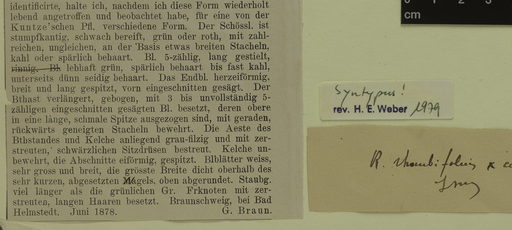 identificirte, halte ich, nachdem ich diese Form wiederholt
lebend angetroffen und beobachtet habe, für eine von der
Kuntze'schen Pfl. verschiedene Form. Der Schössl. ist
stumpfkantig, schwach bereift, grün oder roth, mit zahl-
reichen, ungleichen, an der Basis etwas breiten Stacheln,
kahl oder spärlich behaart. Bl. 5-zählig, lang gestielt,
rinnig. Bl. lebhaft grün, spärlich behaart bis fast kahl,
unterseits dünn seidig behaart. Das Endbl. herzeiförmig,
breit und lang gespitzt, vorn eingeschnitten gesägt. Der
Bthast verlängert, gebogen, mit 3 bis unvollständig 5-
zähligen eingeschnitten gesägten Bl. besetzt, deren obere
in eine lange, schmale Spitze ausgezogen sind, mit geraden,
rückwärts geneigten Stacheln bewehrt. Die Aeste des
Bthstandes und Kelche anliegend grau-filzig und mit zer-
streuten, schwärzlichen Sitzdrüsen bestreut. Kelche un-
bewehrt, die Abschnitte eiförmig, gespitzt. Blblätter weiss,
sehr gross und breit, die grösste Breite dicht oberhalb des
sehr kurzen, abgesetzten Nagels. oben abgerundet. Staubg.
viel länger als die grünlichen Gr. Frknoten mit zer-
streuten, langen Haaren besetzt. Braunschweig, bei Bad
Helmstedt. Juni 1878. G. Braun.
cm
Syntypus!
rev. H. E. Weber 1979
R. rhombifolius x